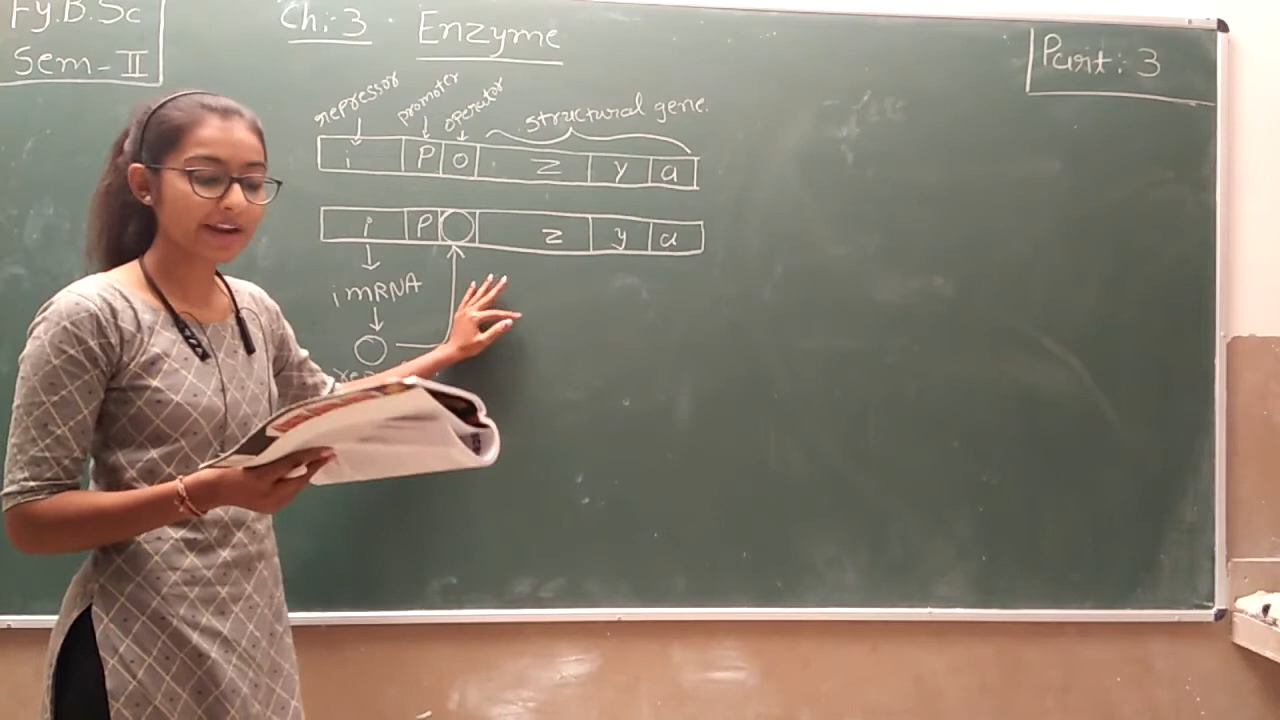 Fy.B.Sc
Sem-II
Ch:3 Enzyme
Part: 3
repressor promoter operator structural gene.
i P O Z Y a
i P z y a
i mRNA